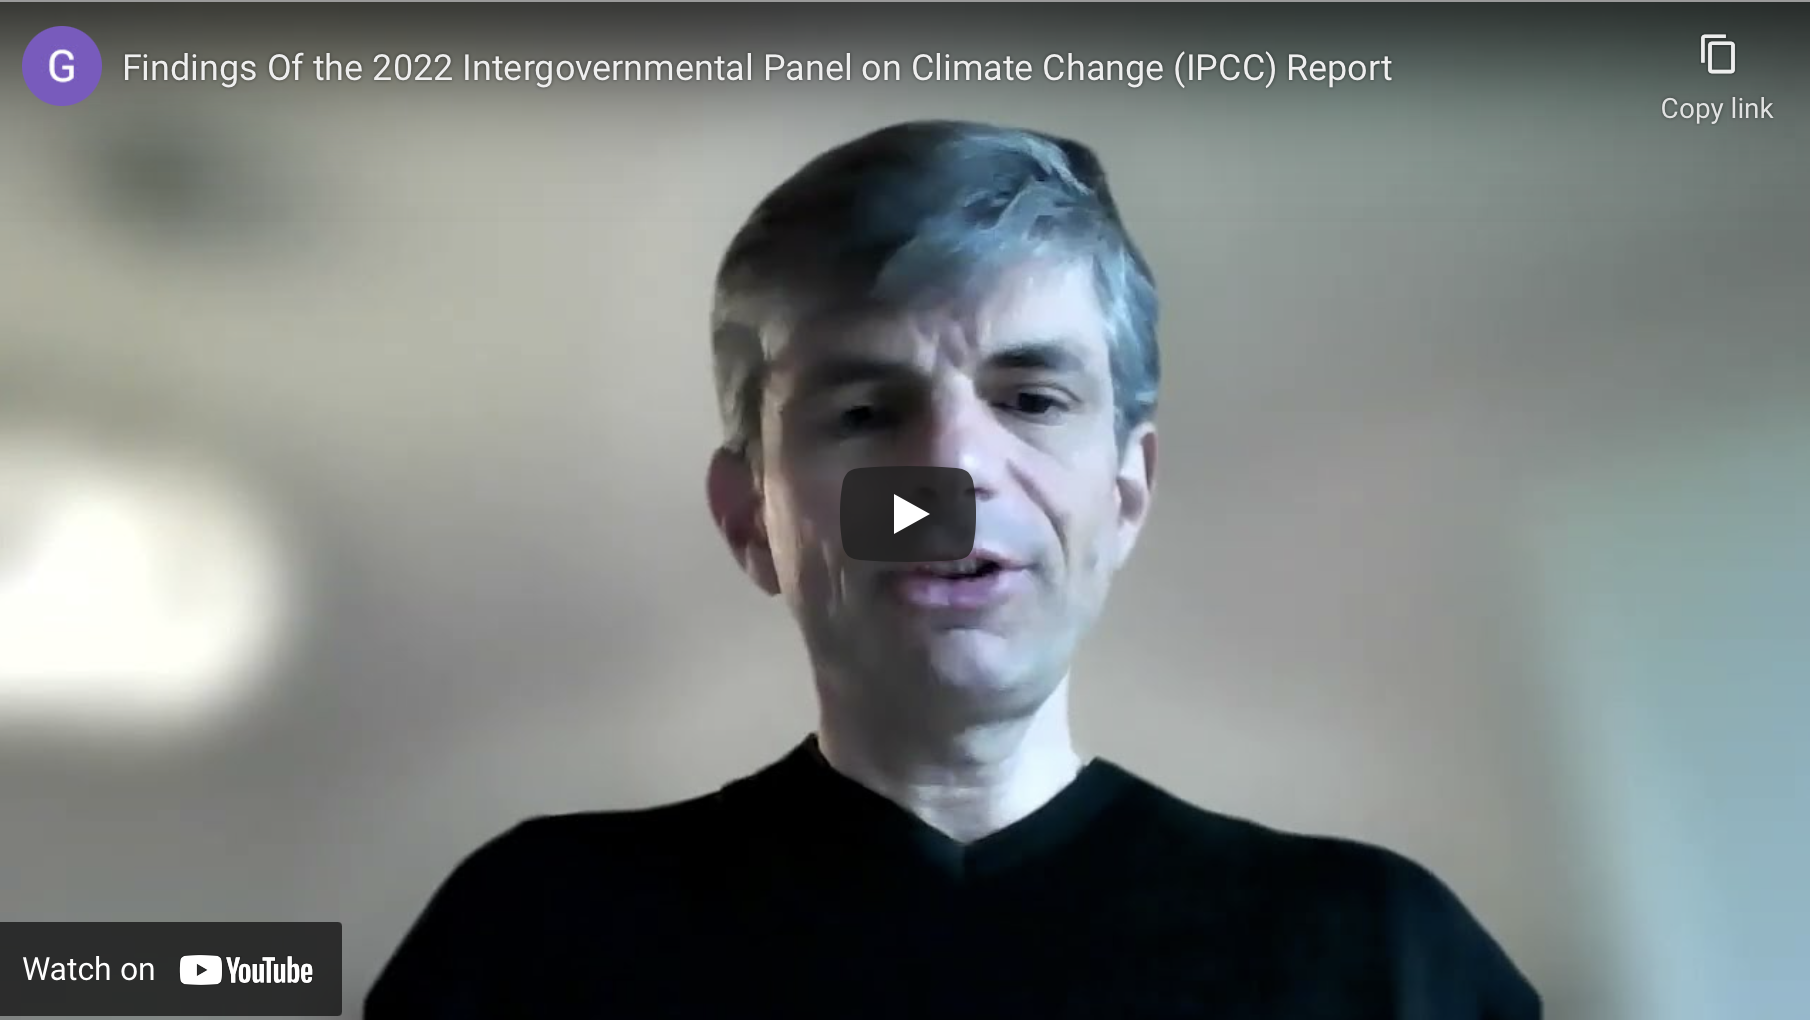 G
Findings Of the 2022 Intergovernmental Panel on Climate Change (IPCC) Report
Copy link
Watch on YouTube